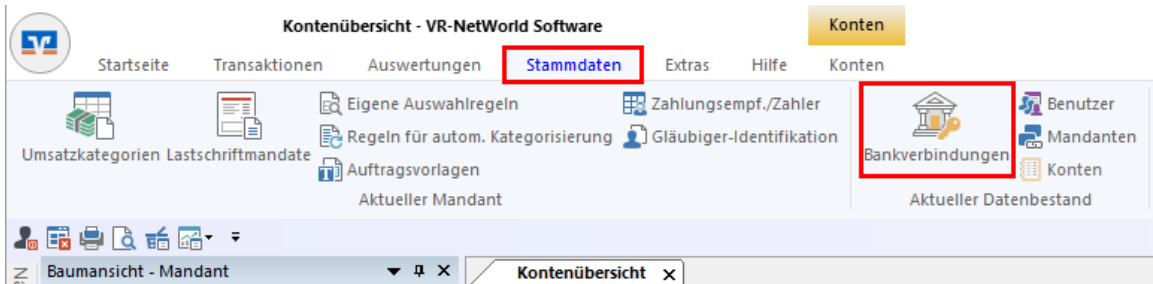 Kontenübersicht - VR-NetWorld Software
Konten
Startseite Transaktionen Auswertungen Stammdaten Extras Hilfe Konten
Umsatzkategorien
Lastschriftmandate
Eigene Auswahlregeln
Regeln für autom. Kategorisierung
Auftragsvorlagen
Zahlungsempf./Zahler
Gläubiger-Identifikation
Aktueller Mandant
Bankverbindungen
Benutzer
Mandanten
Konten
Aktueller Datenbestand
Baumansicht - Mandant
Kontenübersicht